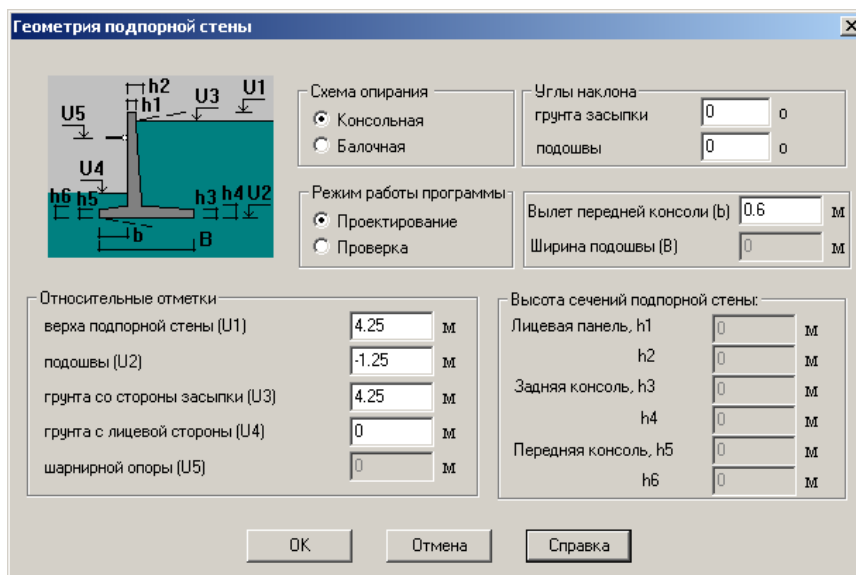 Геометрия подпорной стены
h2
h1
U5
U3
U1
U4
h6
h5
h3
h4
U2
b
B
Схема опирания
Консольная
Балочная
Углы наклона
грунта засыпки 0 o
подошвы 0 o
Режим работы программы
Проектирование
Проверка
Вылет передней консоли (b) 0.6 м
Ширина подошвы (B) 0 м
Относительные отметки
верха подпорной стены (U1) 4.25 м
подошвы (U2) -1.25 м
грунта со стороны засыпки (U3) 4.25 м
грунта с лицевой стороны (U4) 0 м
шарнирной опоры (U5) 0 м
Высота сечений подпорной стены:
Лицевая панель, h1 0 м
h2 0 м
Задняя консоль, h3 0 м
h4 0 м
Передняя консоль, h5 0 м
h6 0 м
OK
Отмена
Справка